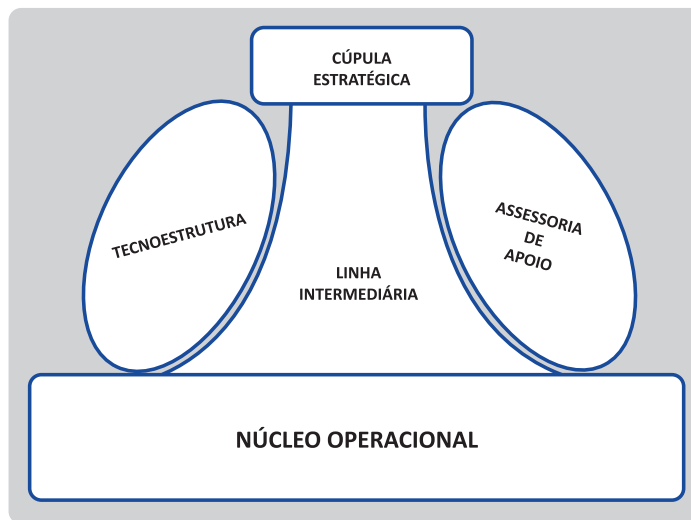 CÚPULA
ESTRATÉGICA
TECNOESTRUTURA
ASSESSORIA
DE
APOIO
LINHA
INTERMEDIÁRIA
NÚCLEO OPERACIONAL